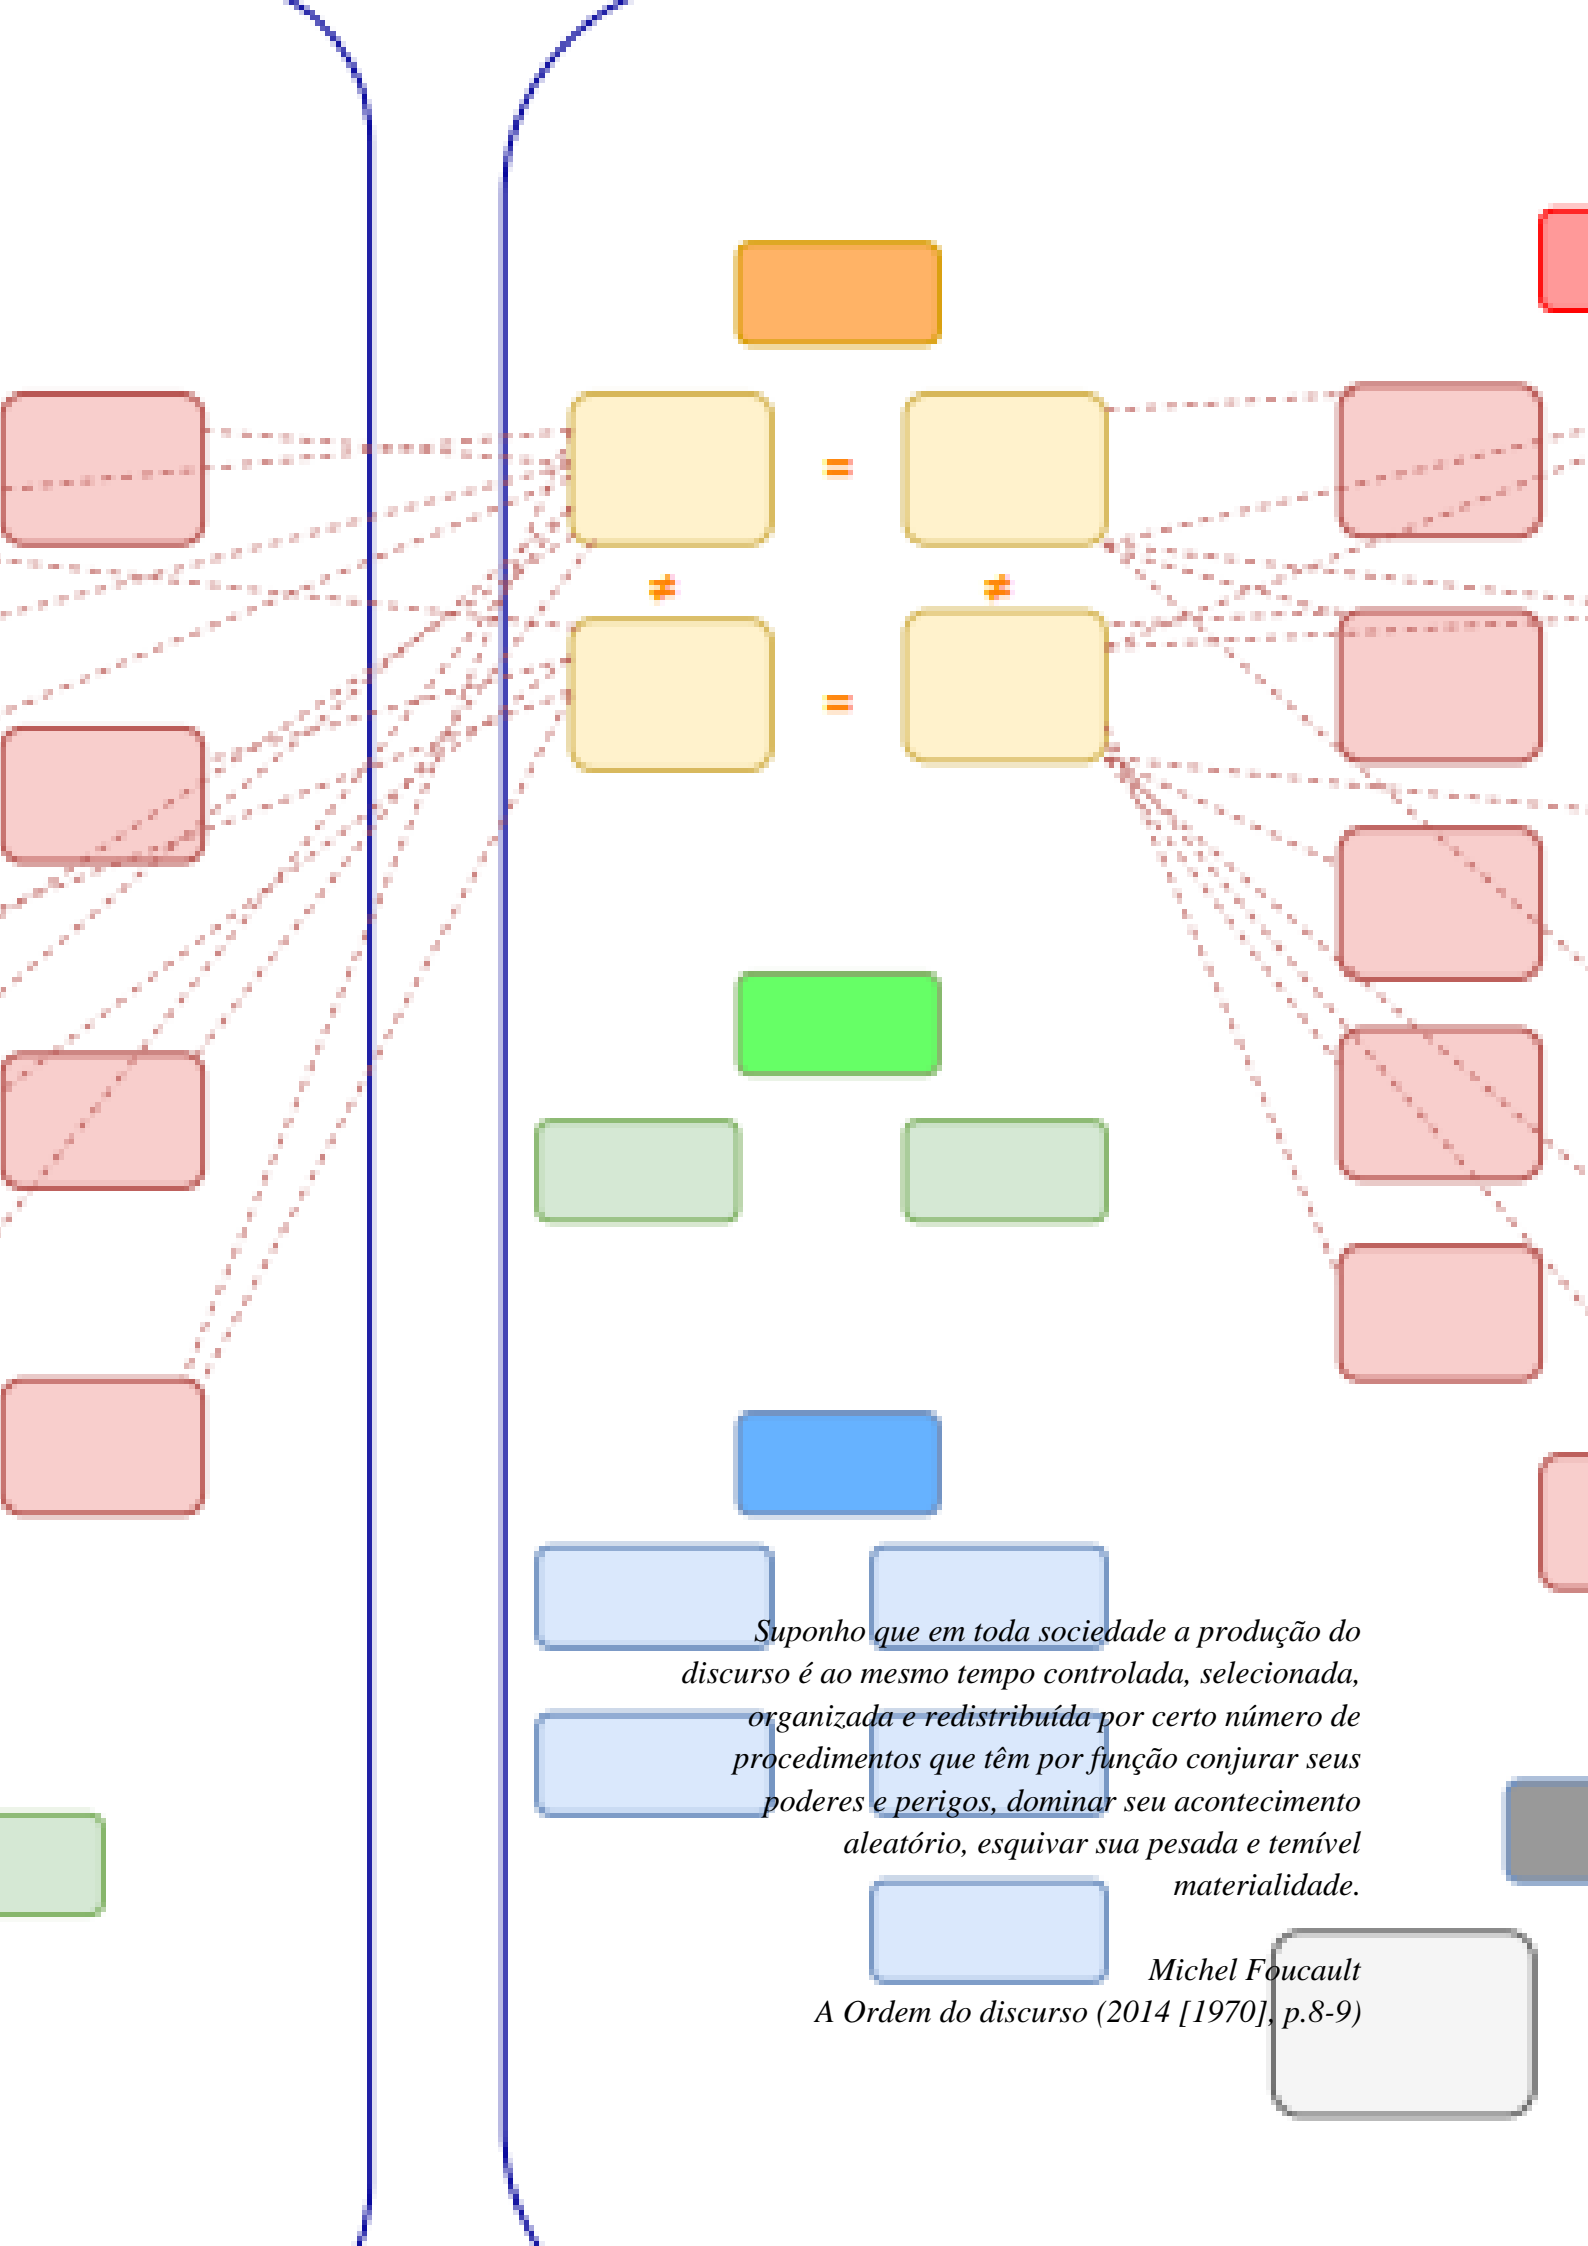 =
≠ ≠
=
Suponho que em toda sociedade a produção do
discurso é ao mesmo tempo controlada, selecionada,
organizada e redistribuída por certo número de
procedimentos que têm por função conjurar seus
poderes e perigos, dominar seu acontecimento
aleatório, esquivar sua pesada e temível
materialidade.
Michel Foucault
A Ordem do discurso (2014 [1970], p.8-9)